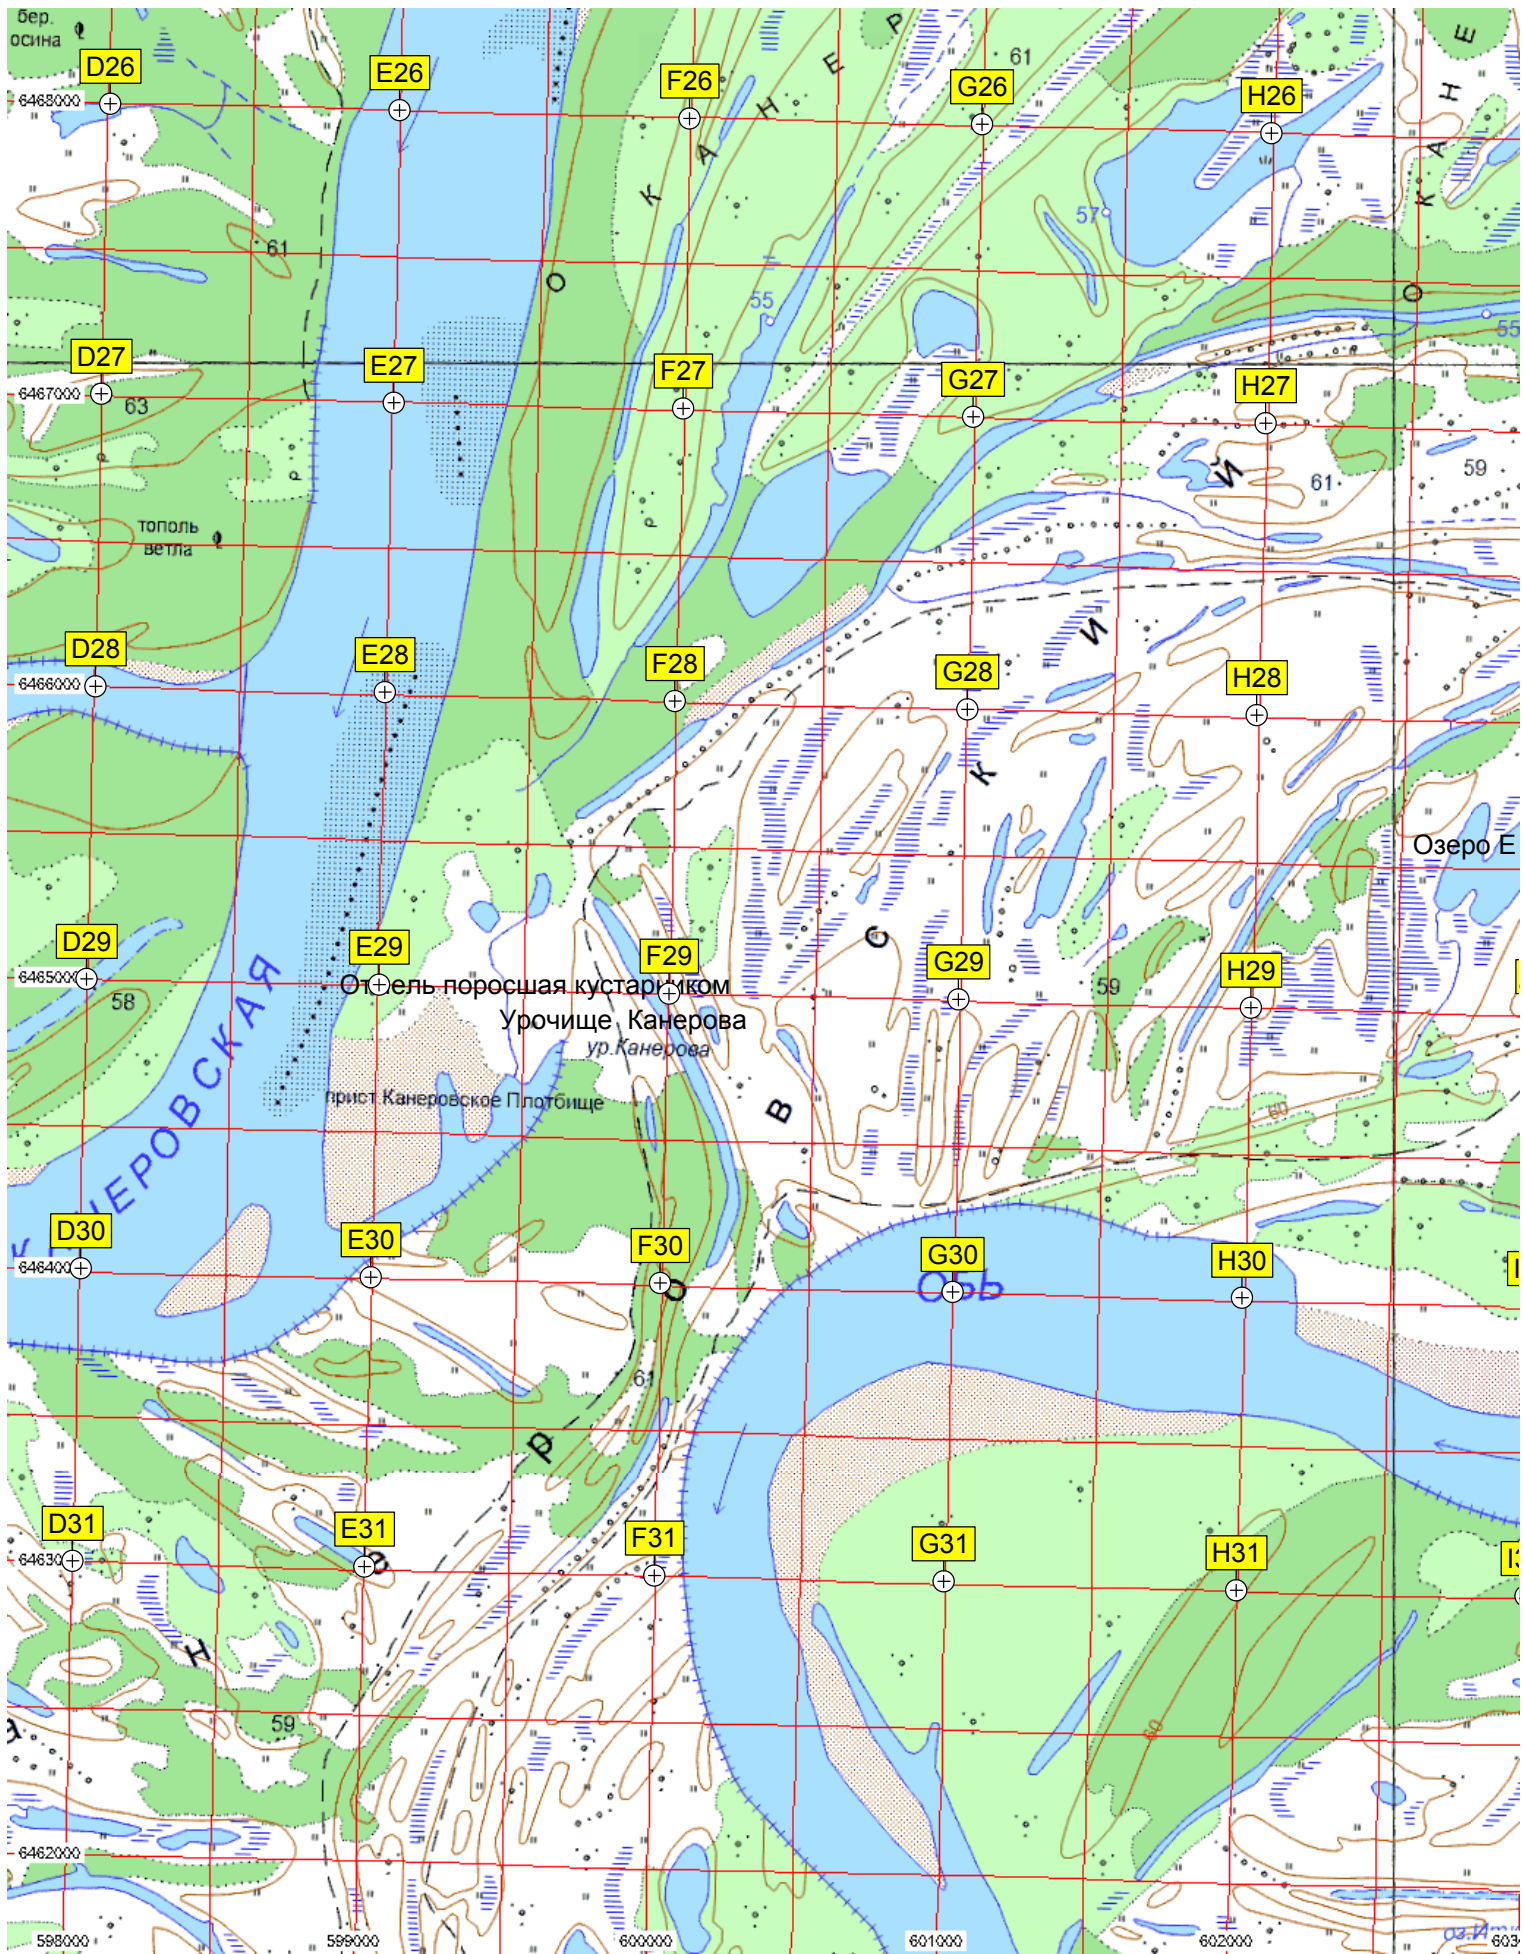 бер.
осина
D26
E26
F26
G26
H26
6468000
61
К А Н Е Р О
К А Н Е
57
61
55
55
D27
E27
F27
G27
H27
6467000
63
61
59
тополь
ветла
D28
E28
F28
G28
H28
6466000
Озеро Е
D29
E29
F29
G29
H29
6465000
58
59
Отмель поросшая кустарником
Урочище Канерова
ур.Канерова
прист.Канеровское Плотбище
60
D30
E30
F30
G30
H30
6464000
Обь
61
О В С К И Й
D31
E31
F31
G31
H31
Н е р
59
60
6462000
598000
599000
600000
601000
602000